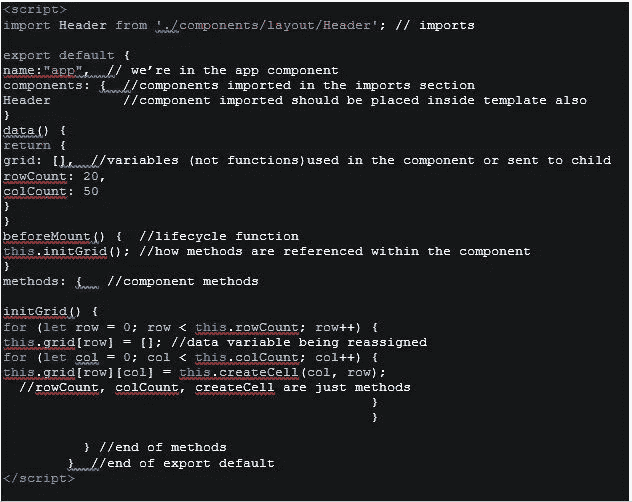 <script>
import Header from './components/layout/Header'; // imports
export default {
name:"app", // we're in the app component
components: { //components imported in the imports section
Header //component imported should be placed inside template also
}
data() {
return {
grid: [], //variables (not functions)used in the component or sent to child
rowCount: 20,
colCount: 50
}
}
beforeMount() { //lifecycle function
this.initGrid(); //how methods are referenced within the component
}
methods: { //component methods
initGrid() {
for (let row = 0; row < this.rowCount; row++) {
this.grid[row] = []; //data variable being reassigned
for (let col = 0; col < this.colCount; col++) {
this.grid[row][col] = this.createCell(col, row);
//rowCount, colCount, createCell are just methods
}
}
} //end of methods
} //end of export default
</script>